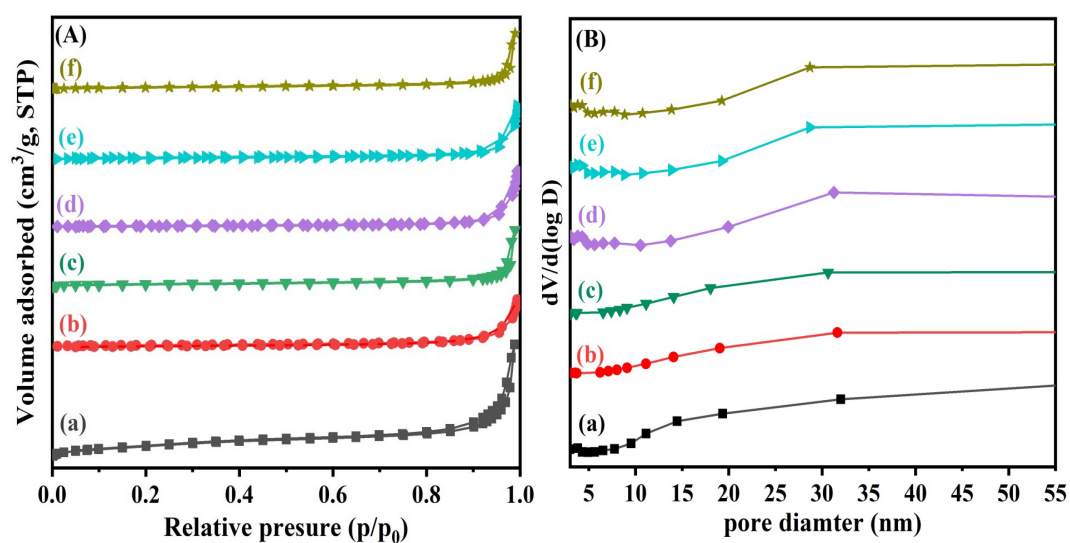 (A)
(f)
(e)
(d)
(c)
(b)
(a)
Volume adsorbed (cm³/g, STP)
0.0 0.2 0.4 0.6 0.8 1.0
Relative presure (p/p₀)
(B)
(f)
(e)
(d)
(c)
(b)
(a)
dV/d(log D)
5 10 15 20 25 30 35 40 45 50 55
pore diamter (nm)